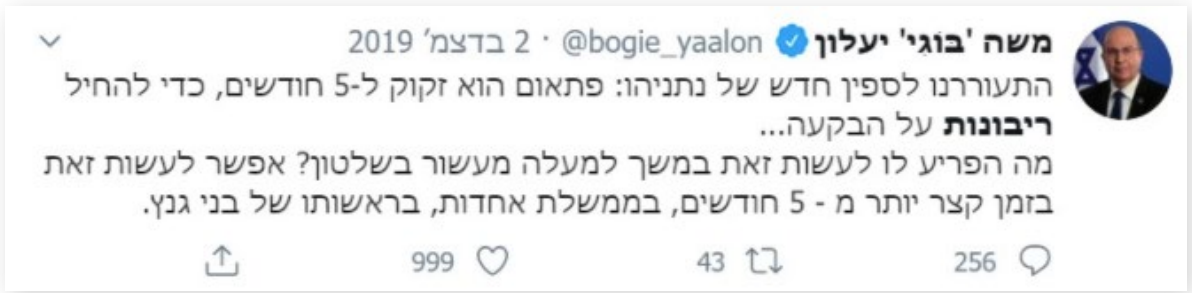 משה 'בּוֹגִי' יעלון @bogie_yaalon · 2 בדצמ׳ 2019
התעוררנו לספין חדש של נתניהו: פתאום הוא זקוק ל-5 חודשים, כדי להחיל
ריבונות על הבקעה...
מה הפריע לו לעשות זאת במשך למעלה מעשור בשלטון? אפשר לעשות זאת
בזמן קצר יותר מ - 5 חודשים, בממשלת אחדות, בראשותו של בני גנץ.
256 43 999